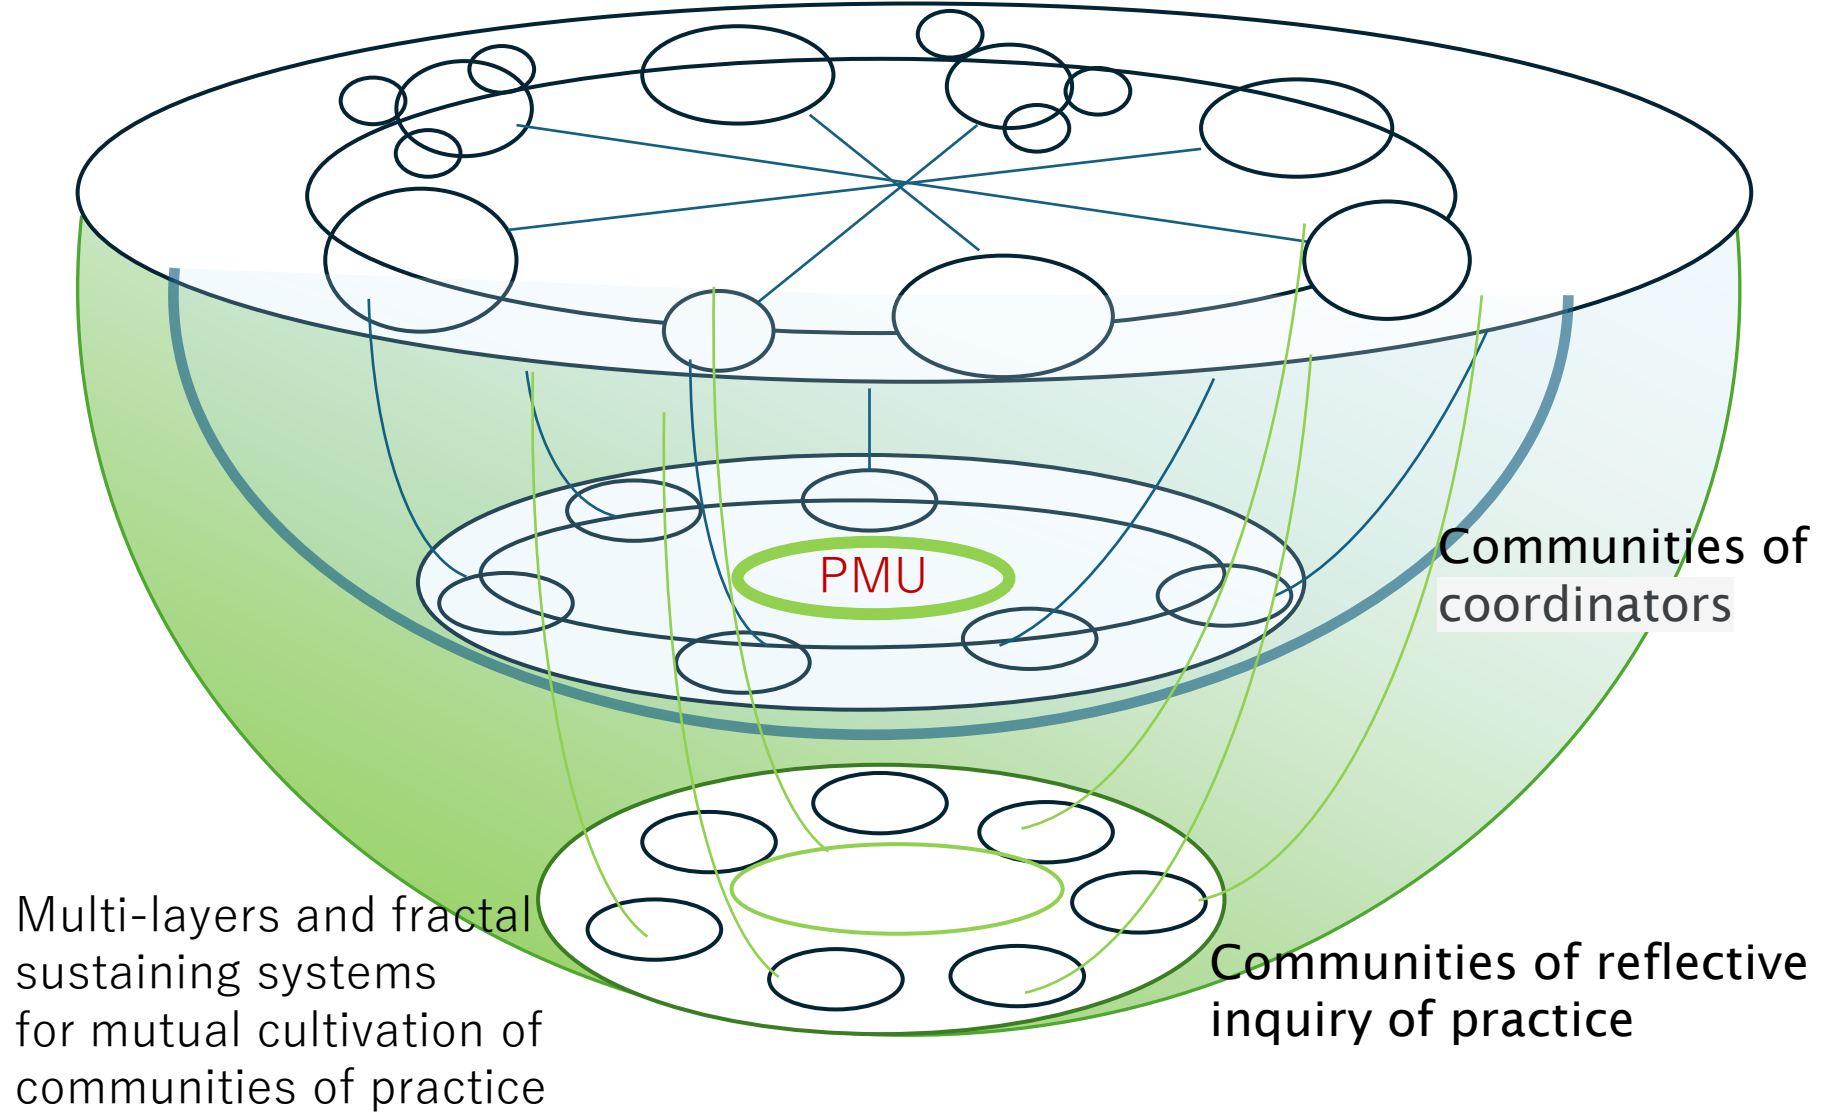 PMU
Communities of
coordinators
Multi-layers and fractal
sustaining systems
for mutual cultivation of
communities of practice
Communities of reflective
inquiry of practice